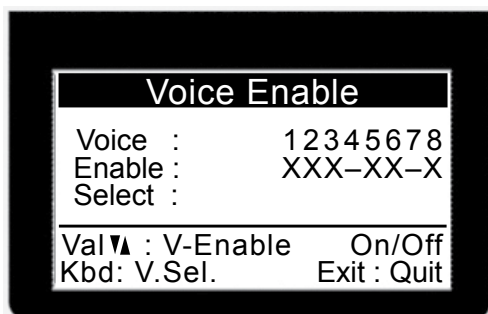 Voice Enable
Voice : 12345678
Enable : XXX–XX–X
Select :
Val▼▲ : V-Enable On/Off
Kbd: V.Sel. Exit : Quit